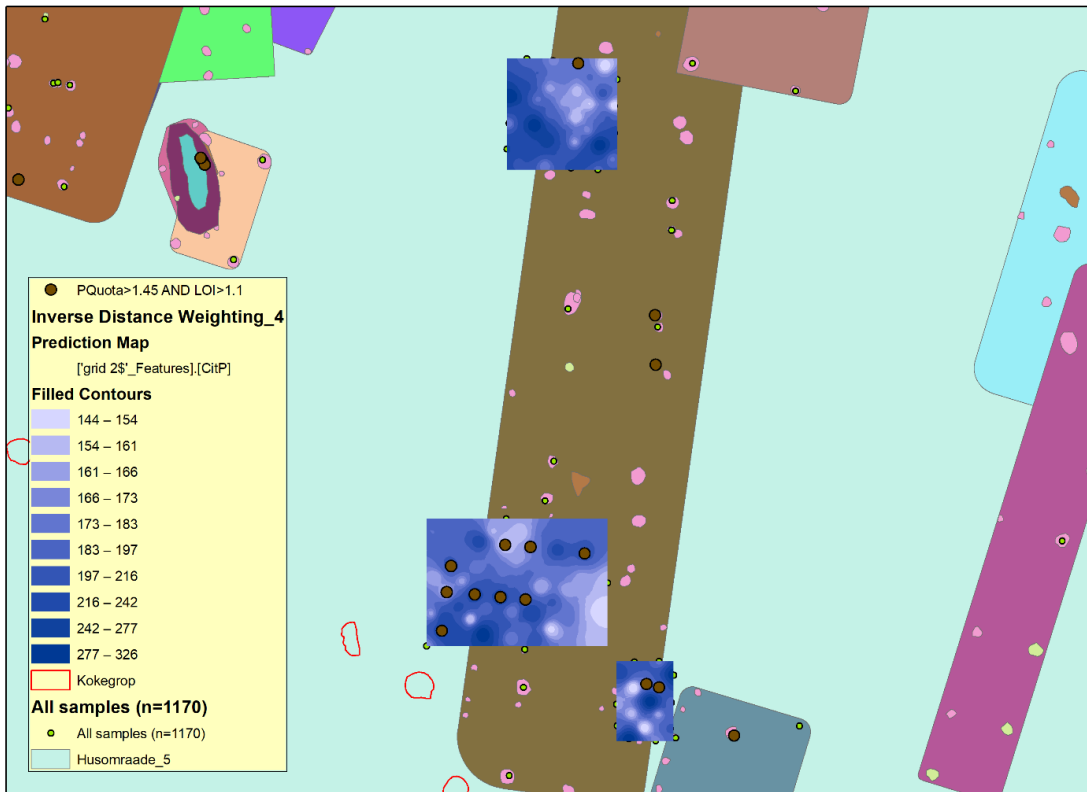 PQuota>1.45 AND LOI>1.1
Inverse Distance Weighting_4
Prediction Map
['grid 2$'_Features].[CitP]
Filled Contours
144 – 154
154 – 161
161 – 166
166 – 173
173 – 183
183 – 197
197 – 216
216 – 242
242 – 277
277 – 326
Kokegrop
All samples (n=1170)
All samples (n=1170)
Husomraade_5